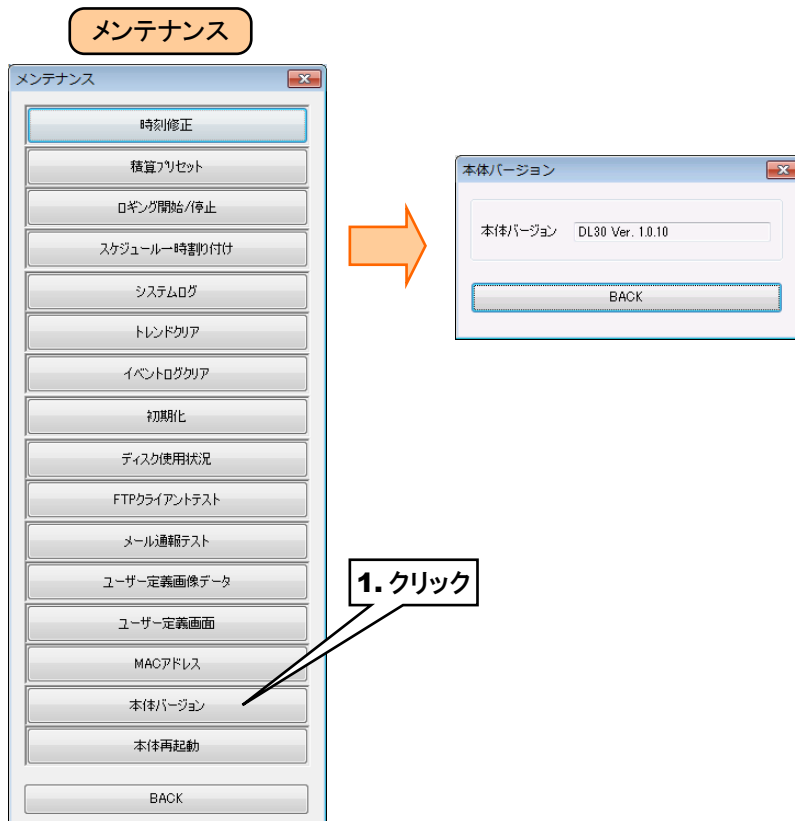 メンテナンス
メンテナンス
時刻修正
積算プリセット
ロギング開始/停止
スケジュール一時割り付け
システムログ
トレンドクリア
イベントログクリア
初期化
ディスク使用状況
FTPクライアントテスト
メール通報テスト
ユーザー定義画像データ
ユーザー定義画面
MACアドレス
本体バージョン
本体再起動
BACK
1. クリック
本体バージョン
本体バージョン DL30 Ver. 1.0.10
BACK